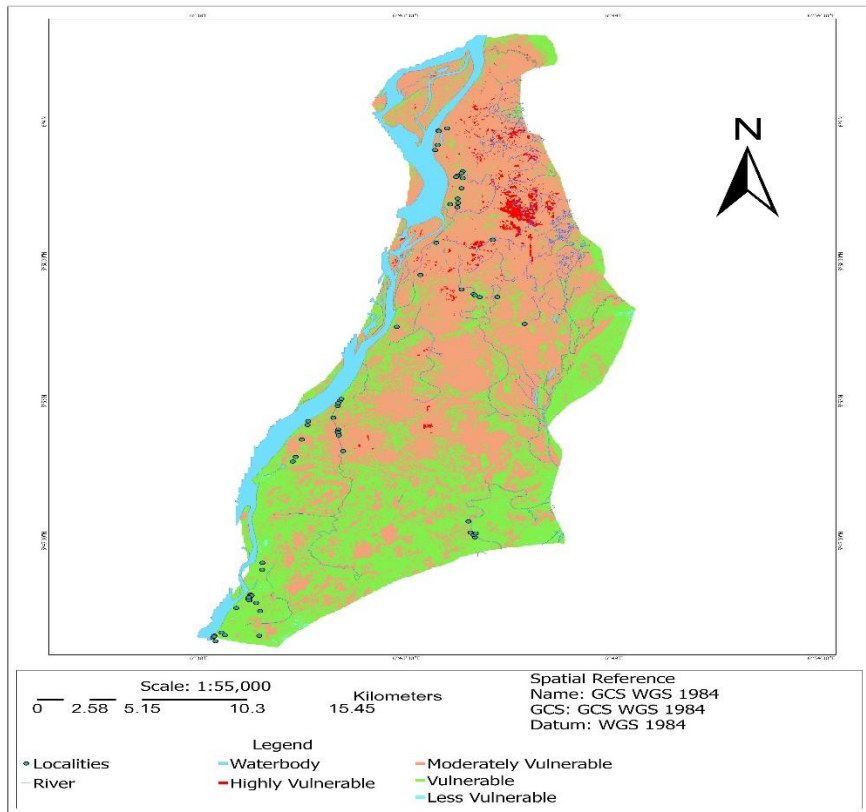 N
Scale: 1:55,000
Kilometers
0 2.58 5.15 10.3 15.45
Spatial Reference
Name: GCS WGS 1984
GCS: GCS WGS 1984
Datum: WGS 1984
Legend
Localities
River
Waterbody
Highly Vulnerable
Moderately Vulnerable
Vulnerable
Less Vulnerable